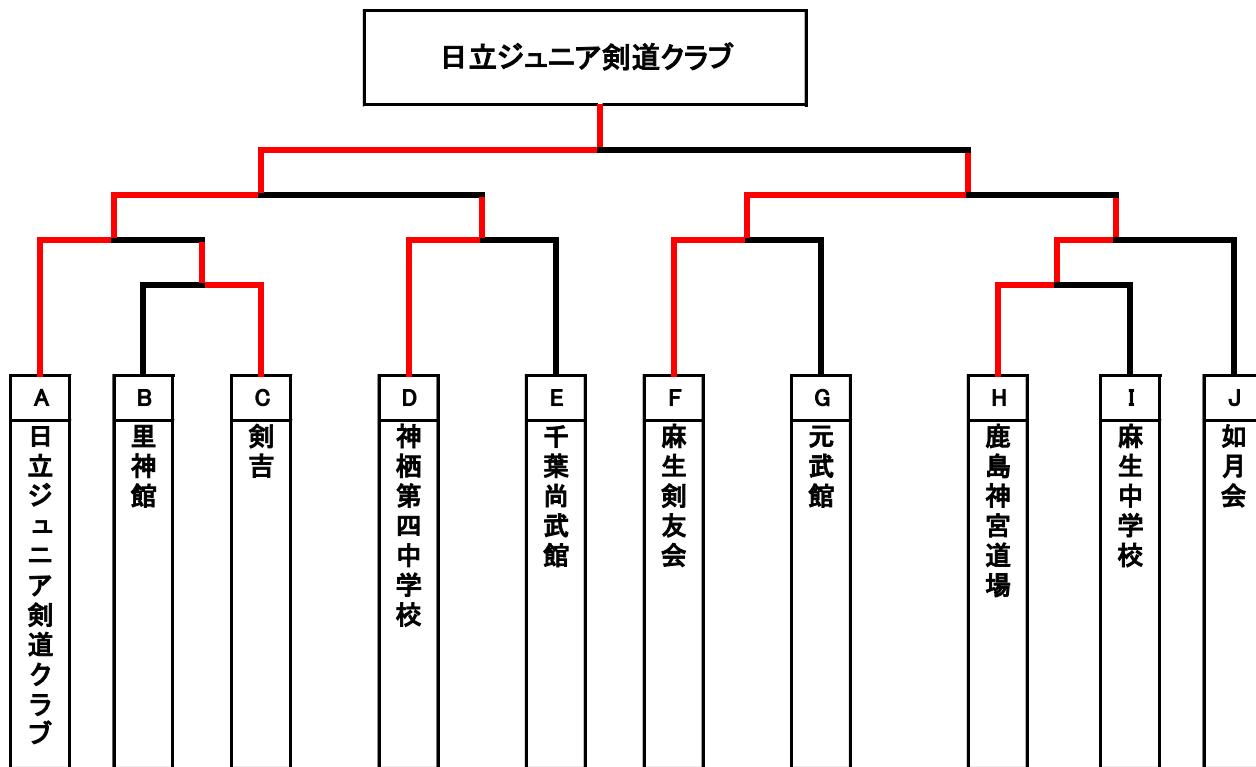 日立ジュニア剣道クラブ
A
日立ジュニア剣道クラブ
B
里神館
C
剣吉
D
神栖第四中学校
E
千葉尚武館
F
麻生剣友会
G
元武館
H
鹿島神宮道場
I
麻生中学校
J
如月会